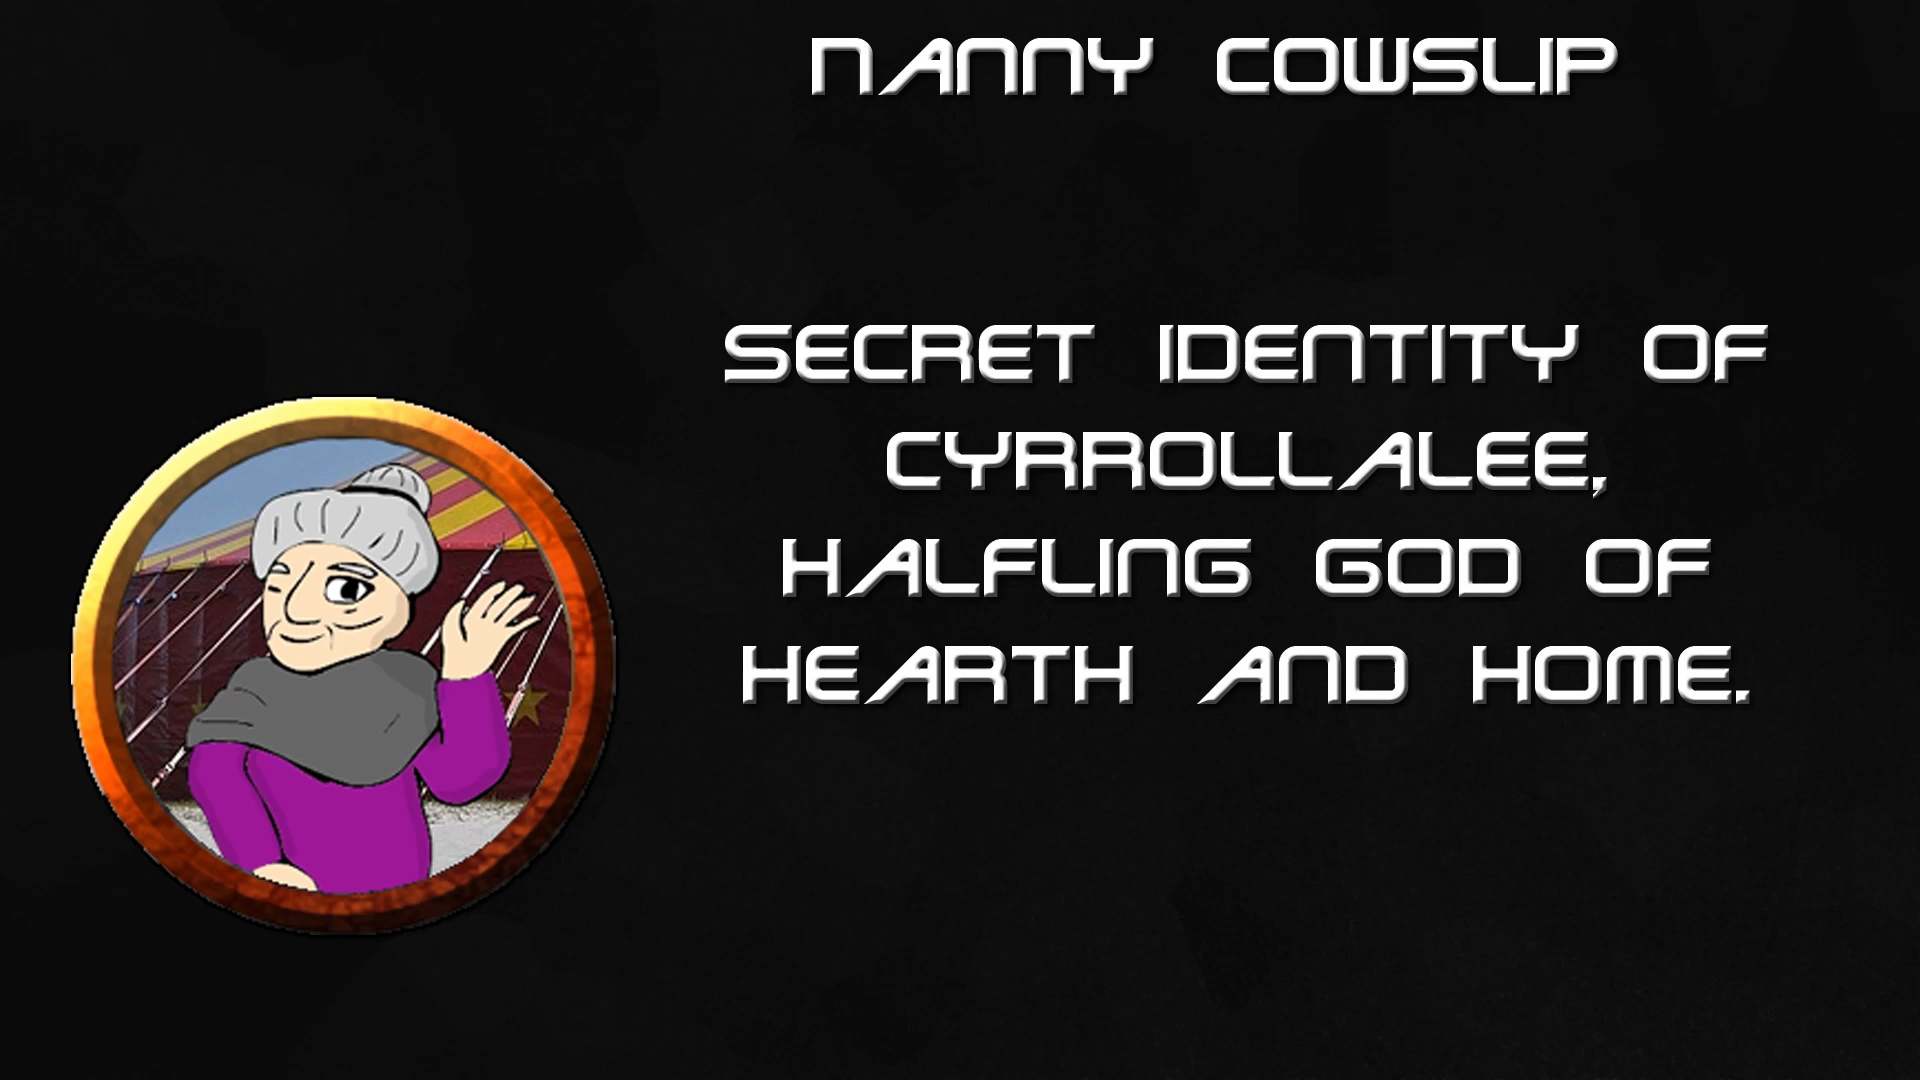 NANNY COWSLIP
SECRET IDENTITY OF
CYRROLLALEE,
HALFLING GOD OF
HEARTH AND HOME.